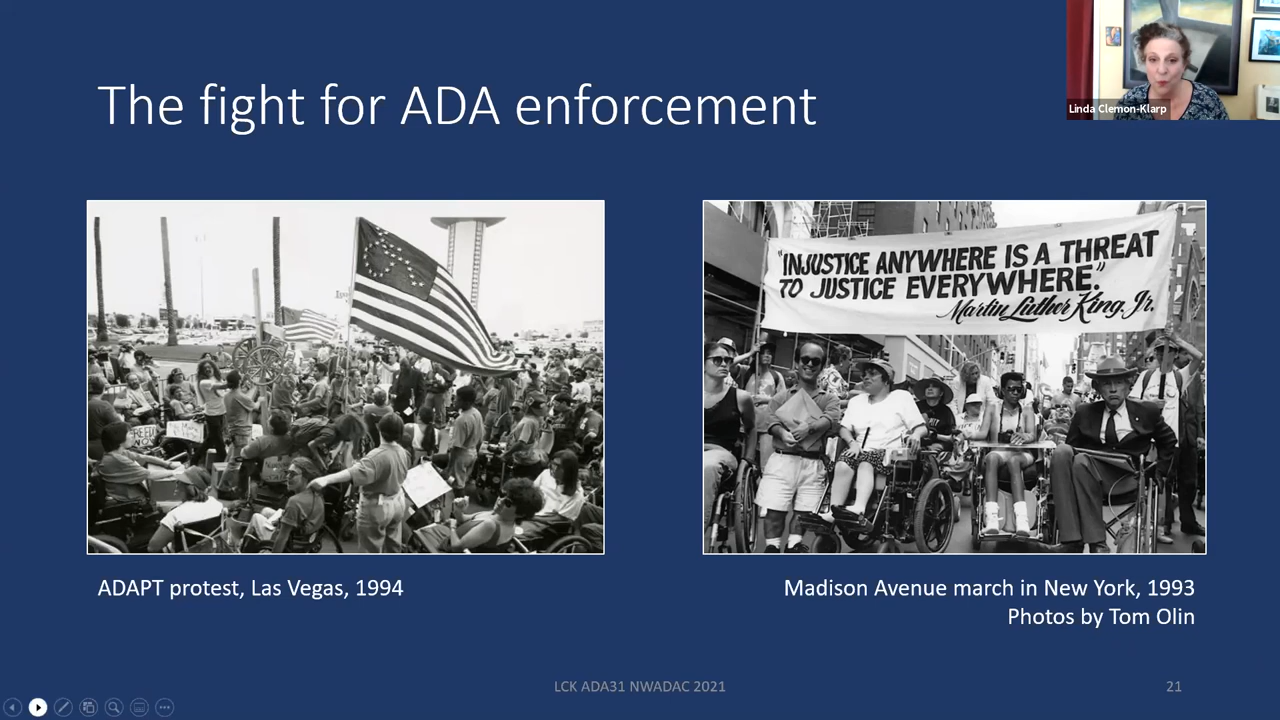 The fight for ADA enforcement
Linda Clemon-Klarp
"INJUSTICE ANYWHERE IS A THREAT
TO JUSTICE EVERYWHERE."
Martin Luther King, Jr.
ADAPT protest, Las Vegas, 1994
Madison Avenue march in New York, 1993
Photos by Tom Olin
LCK ADA31 NWADAC 2021
21